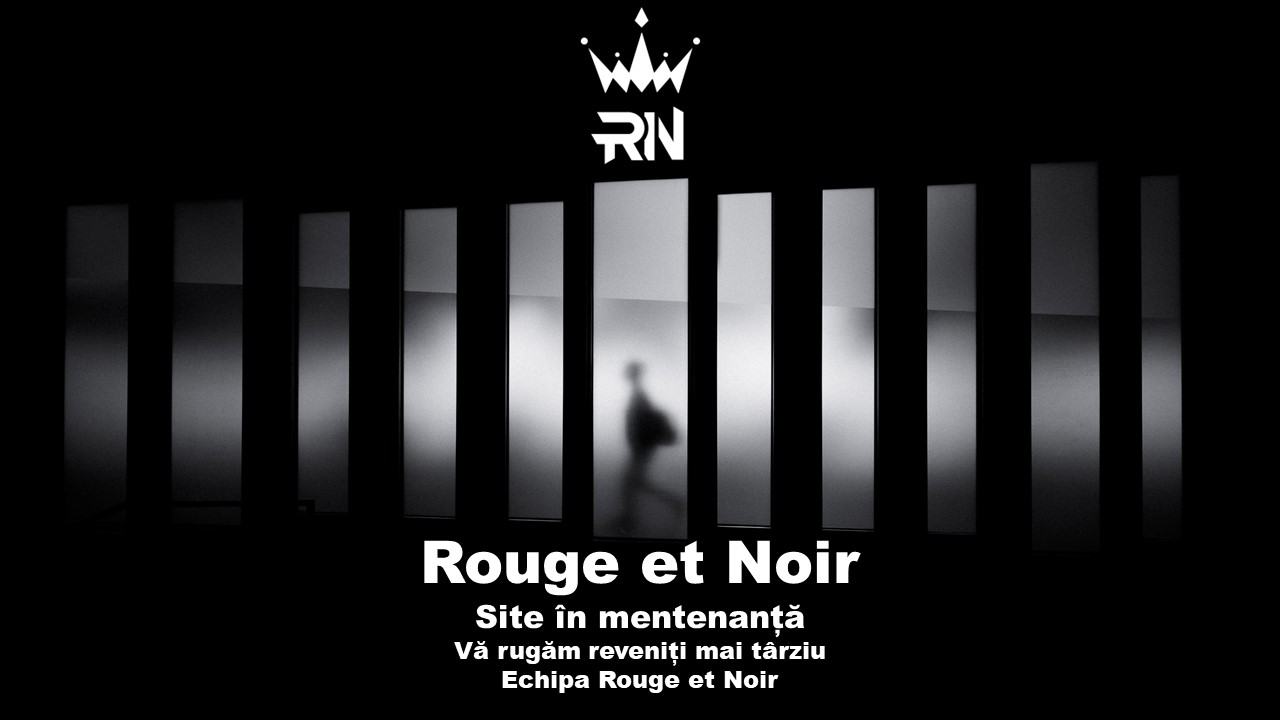 RN
Rouge et Noir
Site în mentenanță
Vă rugăm reveniți mai târziu
Echipa Rouge et Noir